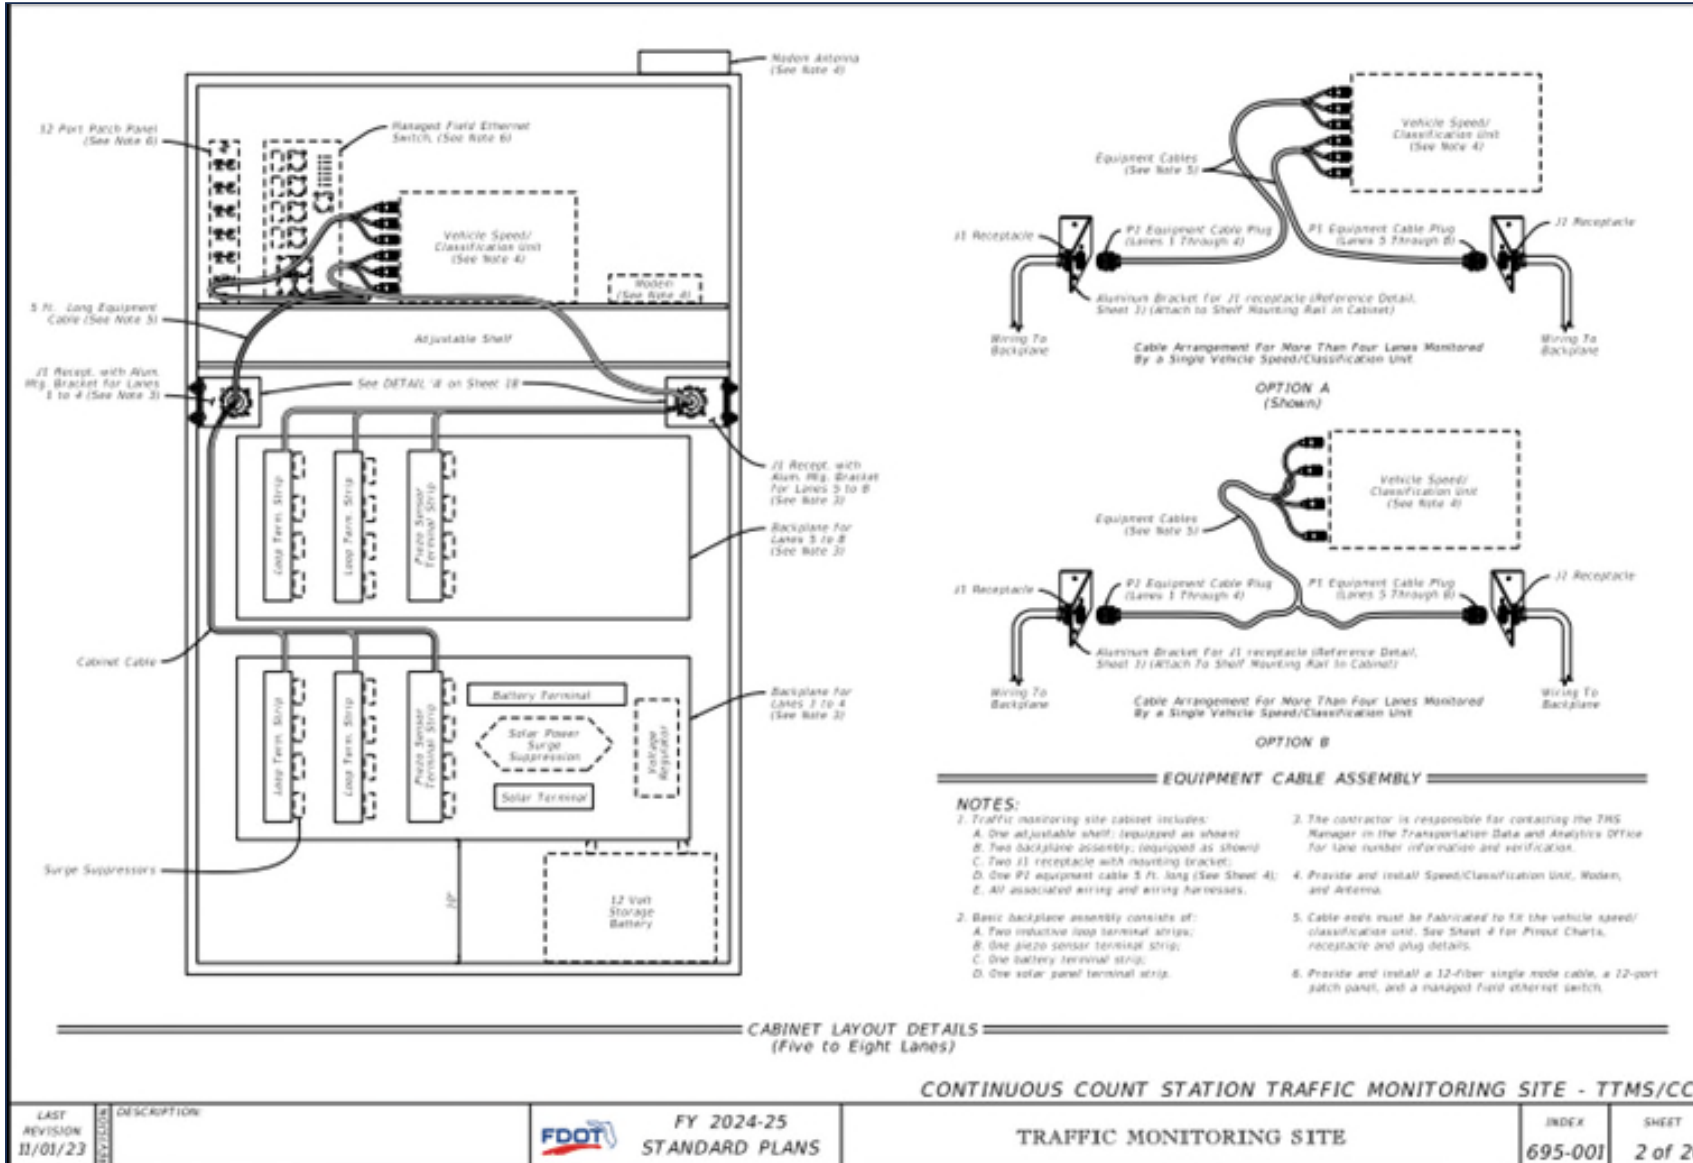 Modem Antenna
(See Note 4)
12 Port Patch Panel
(See Note 6)
Managed Field Ethernet
Switch, (See Note 6)
Vehicle Speed/
Classification Unit
(See Note 4)
Modem
(See Note 4)
5 Ft. Long Equipment
Cable (See Note 5)
Adjustable Shelf
J1 Recept. with Alum.
Mtg. Bracket for Lanes
1 to 4 (See Note 3)
See DETAIL 'A' on Sheet 18
J1 Recept. with
Alum. Mtg. Bracket
for Lanes 5 to 8
(See Note 3)
Loop Term. Strip
Loop Term. Strip
Piezo Sensor
Terminal Strip
Backplane for
Lanes 5 to 8
(See Note 3)
Cabinet Cable
Loop Term. Strip
Loop Term. Strip
Piezo Sensor
Terminal Strip
Battery Terminal
Solar Power
Surge
Suppression
Voltage
Regulator
Solar Terminal
Backplane for
Lanes 1 to 4
(See Note 3)
Surge Suppressors
12 Volt
Storage
Battery
Vehicle Speed/
Classification Unit
(See Note 4)
Equipment Cables
(See Note 5)
J1 Receptacle
P1 Equipment Cable Plug
(Lanes 1 Through 4)
P1 Equipment Cable Plug
(Lanes 5 Through 8)
J1 Receptacle
Aluminum Bracket for J1 receptacle (Reference Detail,
Sheet 3) (Attach to Shelf Mounting Rail in Cabinet)
Wiring To
Backplane
Wiring To
Backplane
Cable Arrangement For More Than Four Lanes Monitored
By a Single Vehicle Speed/Classification Unit
OPTION A
(Shown)
Vehicle Speed/
Classification Unit
(See Note 4)
Equipment Cables
(See Note 5)
J1 Receptacle
P1 Equipment Cable Plug
(Lanes 1 Through 4)
P1 Equipment Cable Plug
(Lanes 5 Through 8)
J1 Receptacle
Aluminum Bracket For J1 receptacle (Reference Detail,
Sheet 3) (Attach To Shelf Mounting Rail In Cabinet)
Wiring To
Backplane
Wiring To
Backplane
Cable Arrangement For More Than Four Lanes Monitored
By a Single Vehicle Speed/Classification Unit
OPTION B
EQUIPMENT CABLE ASSEMBLY
NOTES:
1. Traffic monitoring site cabinet includes:
A. One adjustable shelf; (equipped as shown)
B. Two backplane assembly; (equipped as shown)
C. Two J1 receptacle with mounting bracket;
D. One P1 equipment cable 5 ft. long (See Sheet 4);
E. All associated wiring and wiring harnesses.
2. Basic backplane assembly consists of:
A. Two inductive loop terminal strips;
B. One piezo sensor terminal strip;
C. One battery terminal strip;
D. One solar panel terminal strip.
3. The contractor is responsible for contacting the TMS
Manager in the Transportation Data and Analytics Office
for lane number information and verification.
4. Provide and install Speed/Classification Unit, Modem,
and Antenna.
5. Cable ends must be fabricated to fit the vehicle speed/
classification unit. See Sheet 4 for Pinout Charts,
receptacle and plug details.
6. Provide and install a 12-fiber single mode cable, a 12-port
patch panel, and a managed field ethernet switch.
CABINET LAYOUT DETAILS
(Five to Eight Lanes)
CONTINUOUS COUNT STATION TRAFFIC MONITORING SITE - TTMS/CC
LAST
REVISION
11/01/23
REVISION
DESCRIPTION:
FDOT
FY 2024-25
STANDARD PLANS
TRAFFIC MONITORING SITE
INDEX
695-001
SHEET
2 of 2